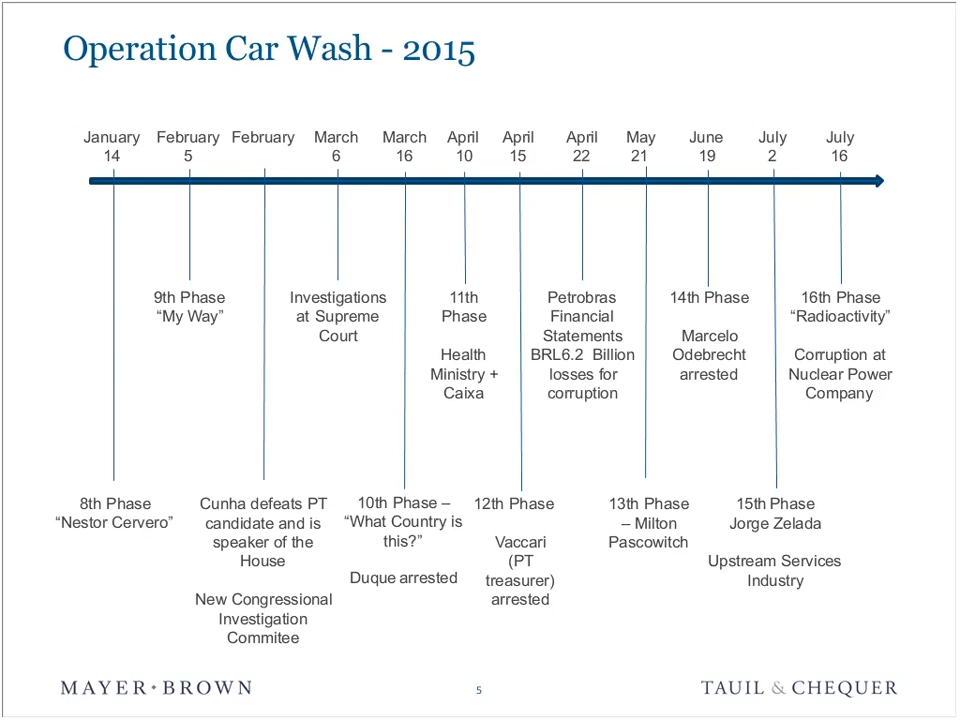 Operation Car Wash - 2015
January
14
February
5
February
March
6
March
16
April
10
April
15
April
22
May
21
June
19
July
2
July
16
9th Phase
“My Way”
Investigations
at Supreme
Court
11th
Phase
Health
Ministry +
Caixa
Petrobras
Financial
Statements
BRL6.2 Billion
losses for
corruption
14th Phase
Marcelo
Odebrecht
arrested
16th Phase
“Radioactivity”
Corruption at
Nuclear Power
Company
8th Phase
“Nestor Cervero”
Cunha defeats PT
candidate and is
speaker of the
House
New Congressional
Investigation
Commitee
10th Phase –
“What Country is
this?”
Duque arrested
12th Phase
Vaccari
(PT
treasurer)
arrested
13th Phase
– Milton
Pascowitch
15th Phase
Jorge Zelada
Upstream Services
Industry
MAYER • BROWN
5
TAUIL & CHEQUER